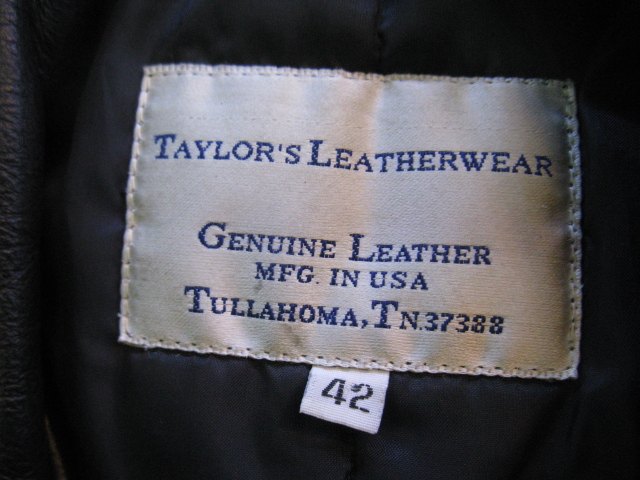 TAYLOR'S LEATHERWEAR
GENUINE LEATHER
MFG. IN USA
TULLAHOMA, TN.37388
42